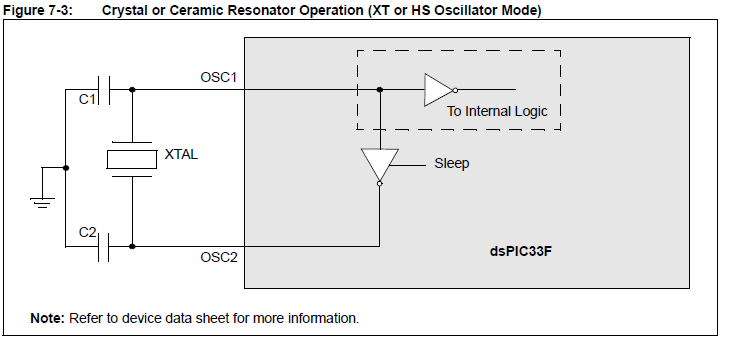 Figure 7-3: Crystal or Ceramic Resonator Operation (XT or HS Oscillator Mode)
OSC1
C1
To Internal Logic
XTAL
Sleep
C2
OSC2
dsPIC33F
Note: Refer to device data sheet for more information.